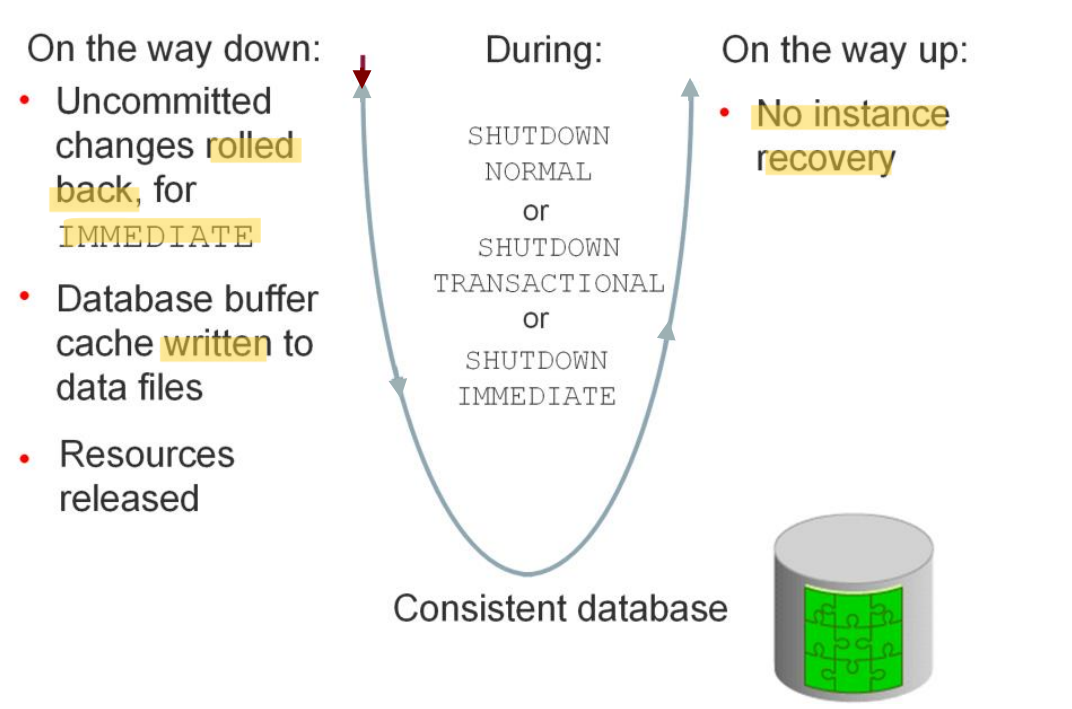 On the way down:
• Uncommitted
changes rolled
back, for
IMMEDIATE
• Database buffer
cache written to
data files
• Resources
released
During:
SHUTDOWN
NORMAL
or
SHUTDOWN
TRANSACTIONAL
or
SHUTDOWN
IMMEDIATE
On the way up:
• No instance
recovery
Consistent database